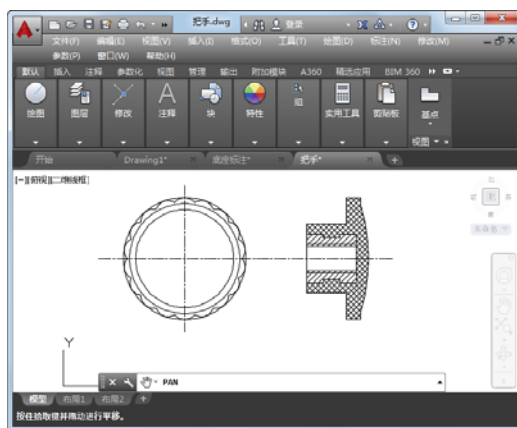 把手.dwg 登录
文件(F) 编辑(E) 视图(V) 插入(I) 格式(O) 工具(T) 绘图(D) 标注(N) 修改(M)
参数(P) 窗口(W) 帮助(H)
默认 插入 注释 参数化 视图 管理 输出 附加模块 A360 精选应用 BIM 360
绘图 图层 修改 注释 块 特性 组 实用工具 剪贴板 基点
视图
开始 Drawing1* 底座标注* 把手*
[-][俯视][二维线框]
Y
PAN
模型 布局1 布局2
按住拾取键并拖动进行平移。